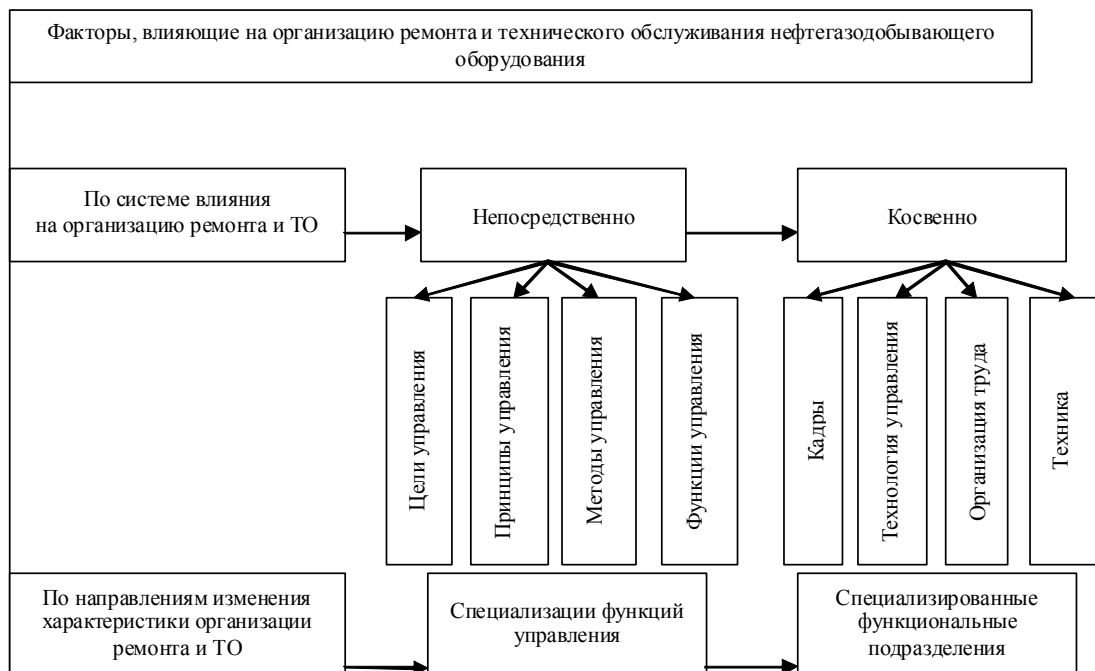 Факторы, влияющие на организацию ремонта и технического обслуживания нефтегазодобывающего
оборудования
По системе влияния
на организацию ремонта и ТО
Непосредственно
Косвенно
Цели управления
Принципы управления
Методы управления
Функции управления
Кадры
Технология управления
Организация труда
Техника
По направлениям изменения
характеристики организации
ремонта и ТО
Специализации функций
управления
Специализированные
функциональные
подразделения